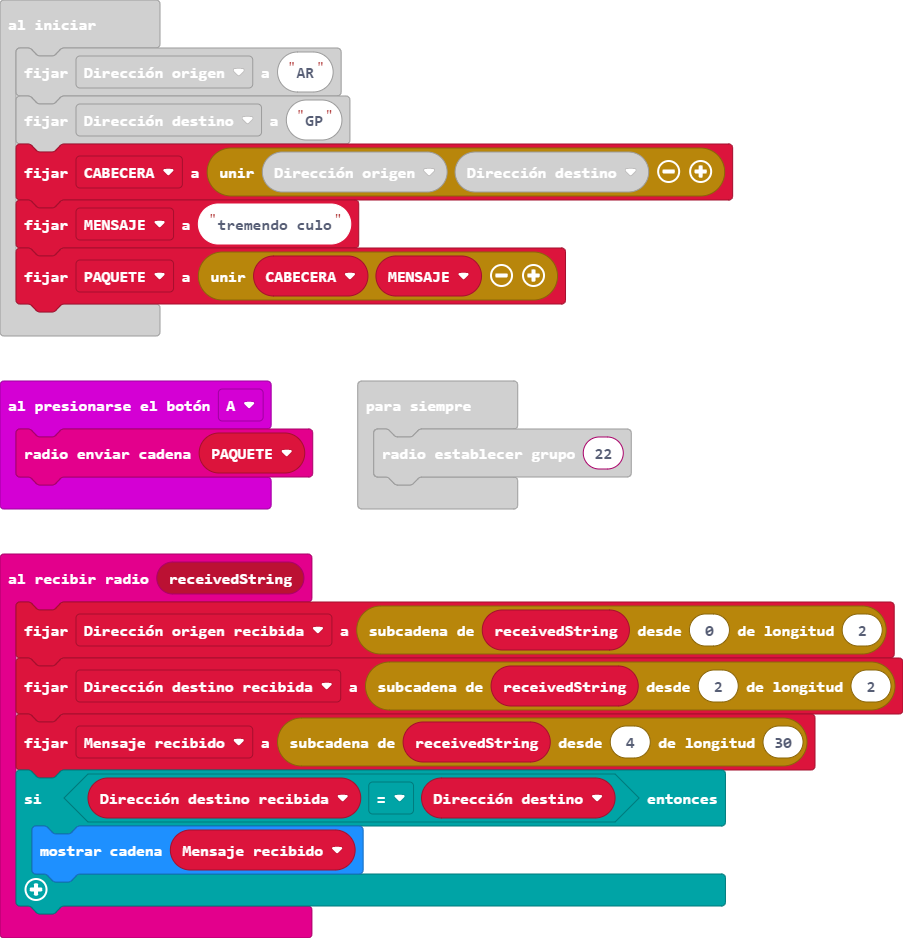 al iniciar
fijar Dirección origen a "AR"
fijar Dirección destino a "GP"
fijar CABECERA a unir Dirección origen Dirección destino
fijar MENSAJE a "tremendo culo"
fijar PAQUETE a unir CABECERA MENSAJE
al presionarse el botón A
radio enviar cadena PAQUETE
para siempre
radio establecer grupo 22
al recibir radio receivedString
fijar Dirección origen recibida a subcadena de receivedString desde 0 de longitud 2
fijar Dirección destino recibida a subcadena de receivedString desde 2 de longitud 2
fijar Mensaje recibido a subcadena de receivedString desde 4 de longitud 30
si Dirección destino recibida = Dirección destino entonces
mostrar cadena Mensaje recibido